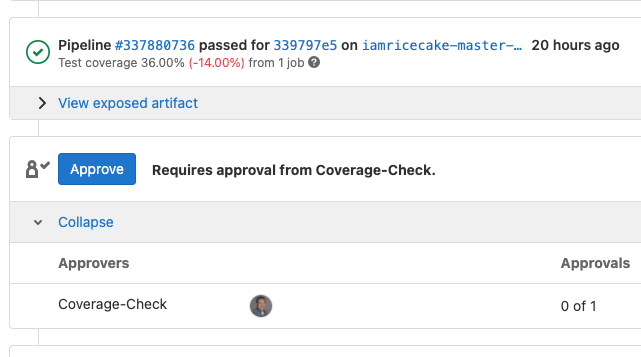 Pipeline #337880736 passed for 339797e5 on iamricecake-master-… 20 hours ago
Test coverage 36.00% (-14.00%) from 1 job ?
View exposed artifact
Approve Requires approval from Coverage-Check.
Collapse
Approvers Approvals
Coverage-Check 0 of 1